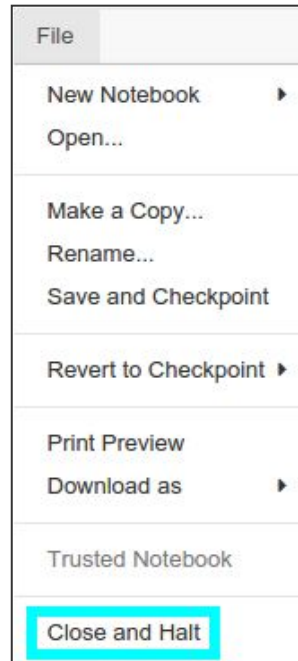 File
New Notebook
Open...
Make a Copy...
Rename...
Save and Checkpoint
Revert to Checkpoint
Print Preview
Download as
Trusted Notebook
Close and Halt